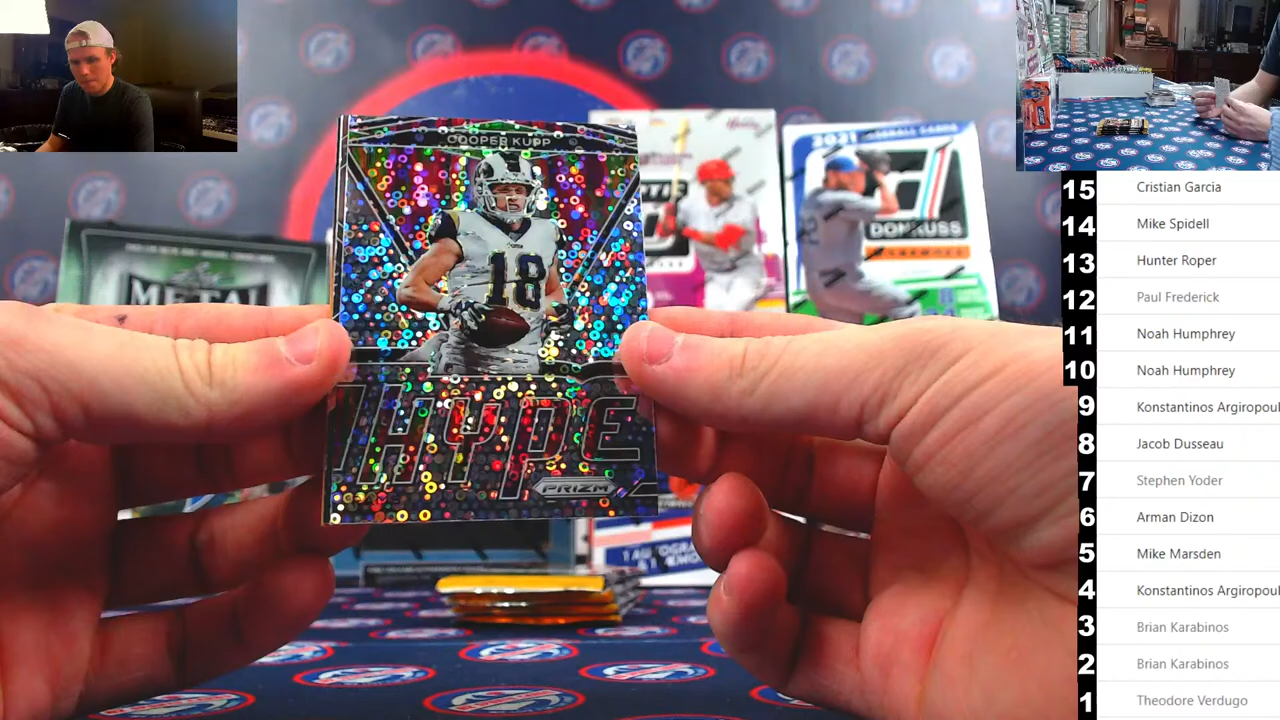 COOPER KUPP
18
HYPE
PRIZM
METAL
2021
DONRUSS
15 Cristian Garcia
14 Mike Spidell
13 Hunter Roper
12 Paul Frederick
11 Noah Humphrey
10 Noah Humphrey
9 Konstantinos Argiropoul
8 Jacob Dusseau
7 Stephen Yoder
6 Arman Dizon
5 Mike Marsden
4 Konstantinos Argiropoul
3 Brian Karabinos
2 Brian Karabinos
1 Theodore Verdugo